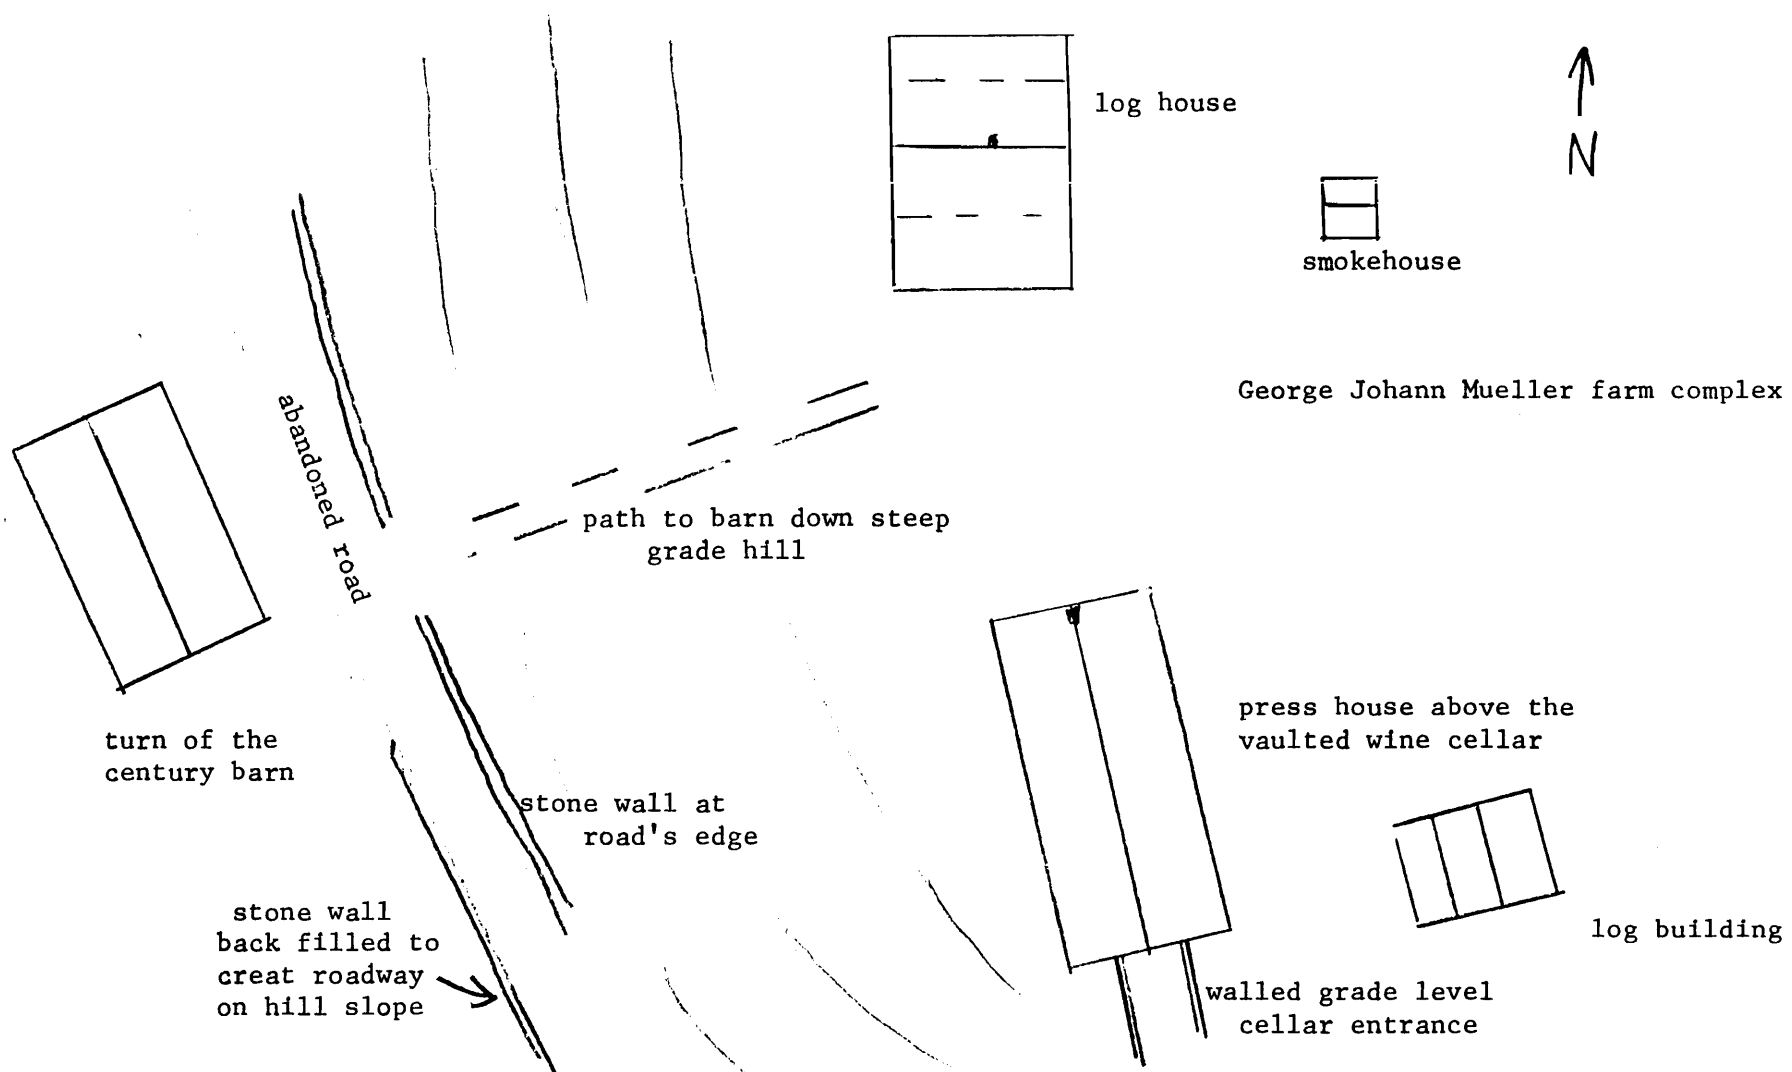 log house
N
smokehouse
George Johann Mueller farm complex
abandoned road
path to barn down steep
grade hill
press house above the
vaulted wine cellar
turn of the
century barn
stone wall at
road's edge
stone wall
back filled to
creat roadway
on hill slope
log building
walled grade level
cellar entrance